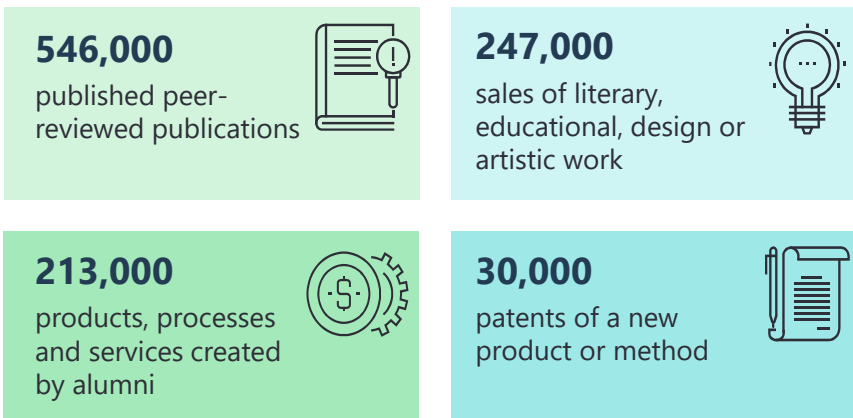 546,000
published peer-
reviewed publications
247,000
sales of literary,
educational, design or
artistic work
213,000
products, processes
and services created
by alumni
30,000
patents of a new
product or method